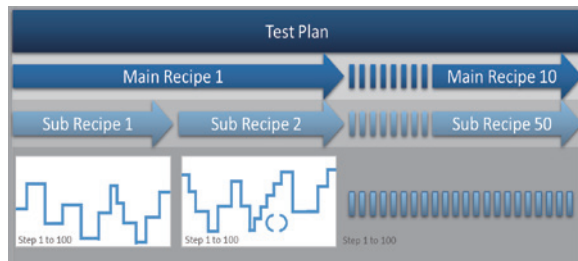 Test Plan
Main Recipe 1
Main Recipe 10
Sub Recipe 1
Sub Recipe 2
Sub Recipe 50
Step 1 to 100
Step 1 to 100
Step 1 to 100